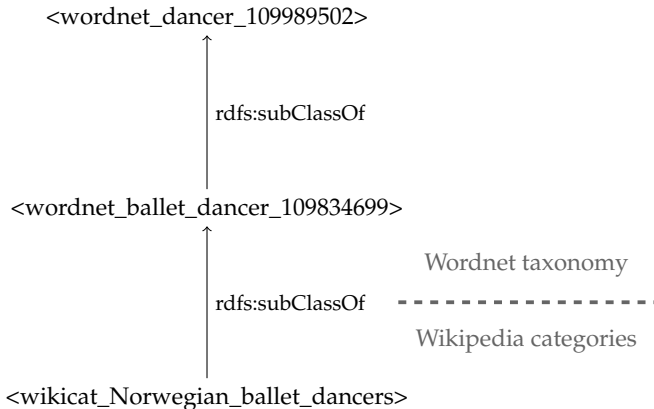 <wordnet_dancer_109989502>
rdfs:subClassOf
<wordnet_ballet_dancer_109834699>
Wordnet taxonomy
rdfs:subClassOf
Wikipedia categories
<wikicat_Norwegian_ballet_dancers>